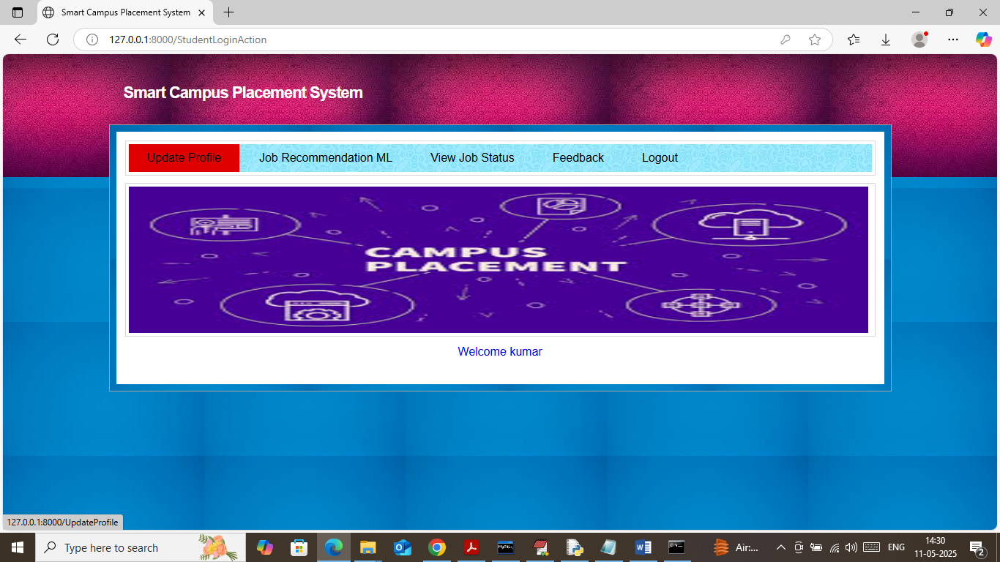 Smart Campus Placement System
127.0.0.1:8000/StudentLoginAction
Smart Campus Placement System
Update Profile Job Recommendation ML View Job Status Feedback Logout
CAMPUS
PLACEMENT
Welcome kumar
127.0.0.1:8000/UpdateProfile
Type here to search
Air...
ENG
14:30
11-05-2025
2